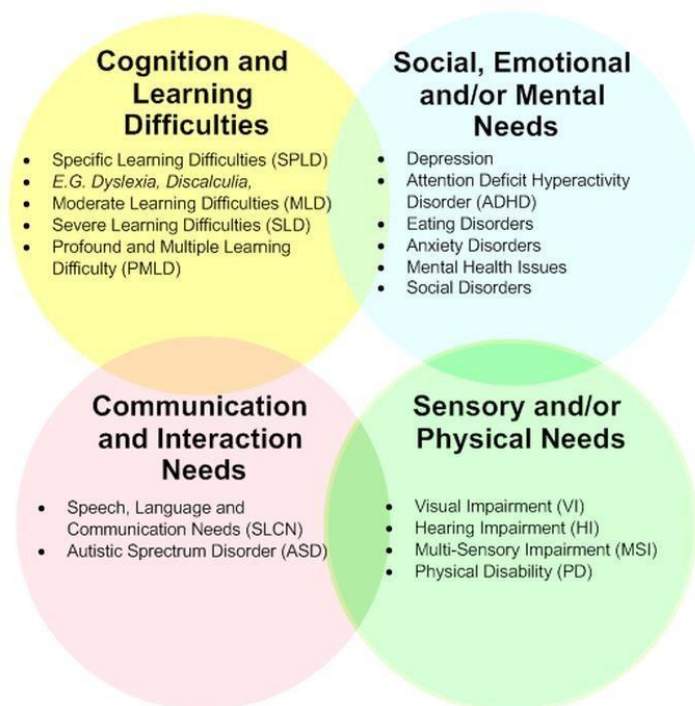 Cognition and
Learning
Difficulties
• Specific Learning Difficulties (SPLD)
• E.G. Dyslexia, Discalculia,
• Moderate Learning Difficulties (MLD)
• Severe Learning Difficulties (SLD)
• Profound and Multiple Learning
Difficulty (PMLD)
Social, Emotional
and/or Mental
Needs
• Depression
• Attention Deficit Hyperactivity
Disorder (ADHD)
• Eating Disorders
• Anxiety Disorders
• Mental Health Issues
• Social Disorders
Communication
and Interaction
Needs
• Speech, Language and
Communication Needs (SLCN)
• Autistic Sprectrum Disorder (ASD)
Sensory and/or
Physical Needs
• Visual Impairment (VI)
• Hearing Impairment (HI)
• Multi-Sensory Impairment (MSI)
• Physical Disability (PD)